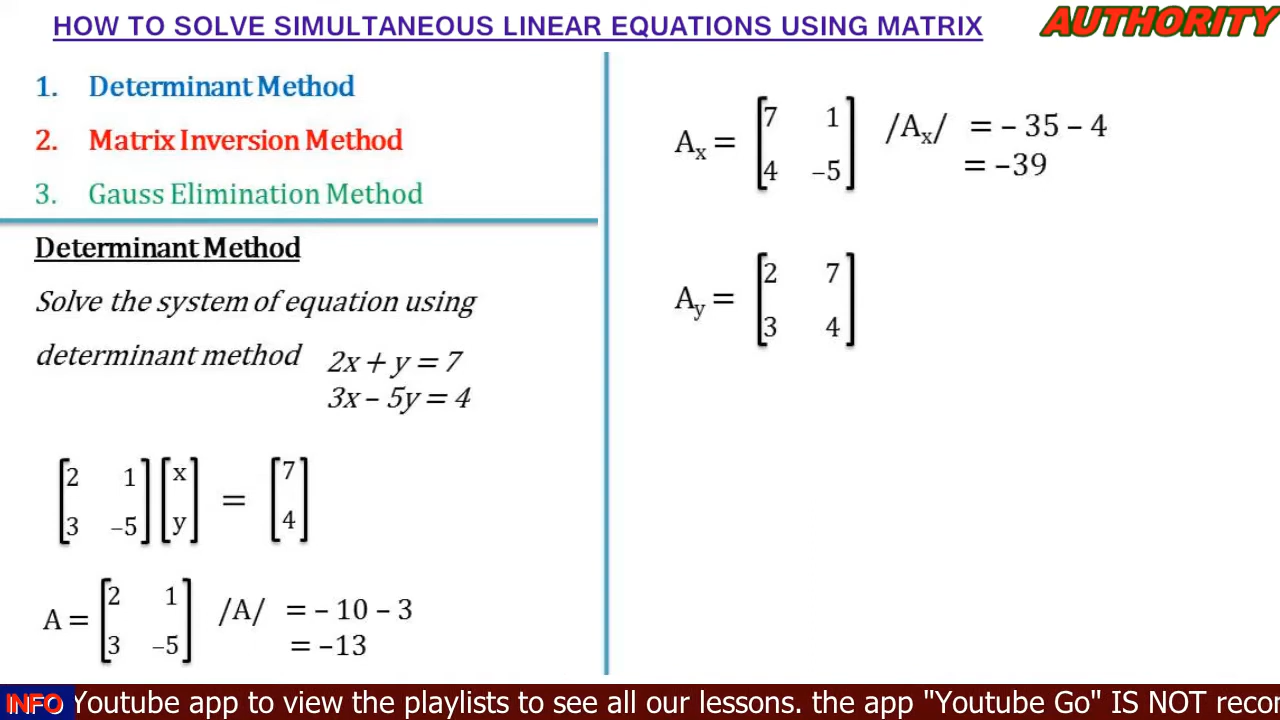 HOW TO SOLVE SIMULTANEOUS LINEAR EQUATIONS USING MATRIX
AUTHORITY
1. Determinant Method
2. Matrix Inversion Method
3. Gauss Elimination Method
Determinant Method
Solve the system of equation using
determinant method
2x + y = 7
3x – 5y = 4
[2 1] [x] = [7]
[3 –5] [y] [4]
A = [2 1] /A/ = – 10 – 3
[3 –5] = –13
Ax = [7 1] /Ax/ = – 35 – 4
[4 –5] = –39
Ay = [2 7]
[3 4]
INFO Youtube app to view the playlists to see all our lessons. the app "Youtube Go" IS NOT recor